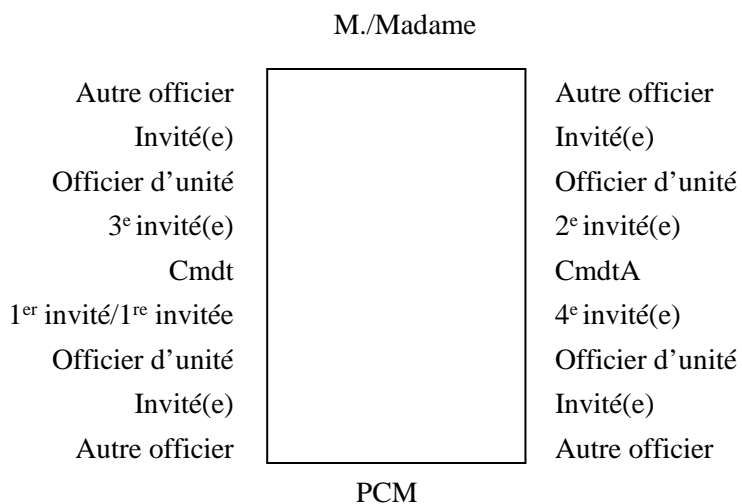 M./Madame
Autre officier Autre officier
Invité(e) Invité(e)
Officier d’unité Officier d’unité
3e invité(e) 2e invité(e)
Cmdt CmdtA
1er invité/1re invitée 4e invité(e)
Officier d’unité Officier d’unité
Invité(e) Invité(e)
Autre officier Autre officier
PCM